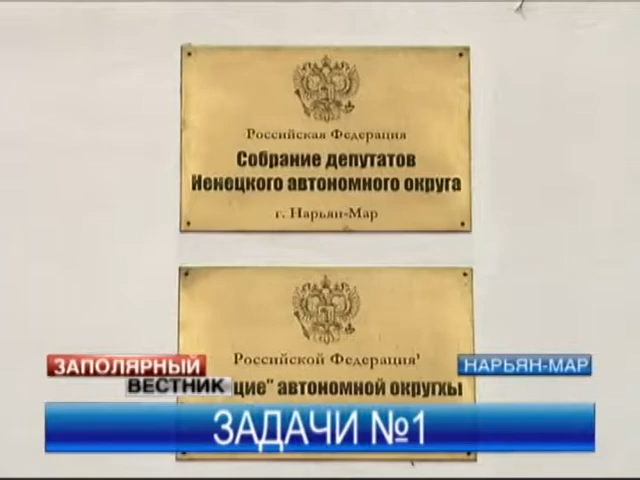 Российская Федерация
Собрание депутатов
Ненецкого автономного округа
г. Нарьян-Мар
Российской Федерация'
ЗАПОЛЯРНЫЙ
НАРЬЯН-МАР
ВЕСТНИК
цие" автономной округхы
ЗАДАЧИ №1